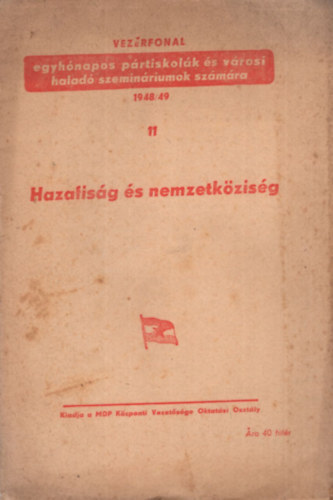 VEZÉRFONAL
egyhónapos pártiskolák és városi
haladó szemináriumok számára
1948/49
11
Hazafiság és nemzetköziség
Kiadja a MDP Központi Vezetősége Oktatási Osztály
Ára 40 fillér